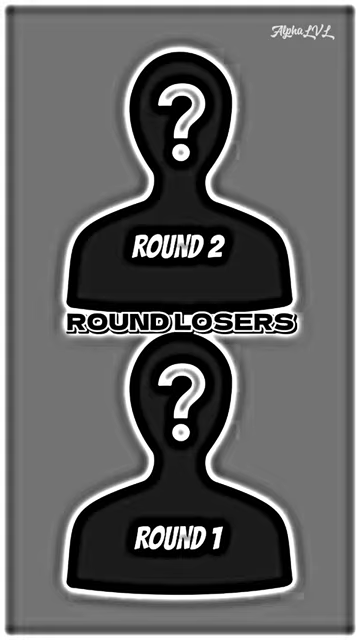 AlphaLVL
?
ROUND 2
ROUND LOSERS
?
ROUND 1